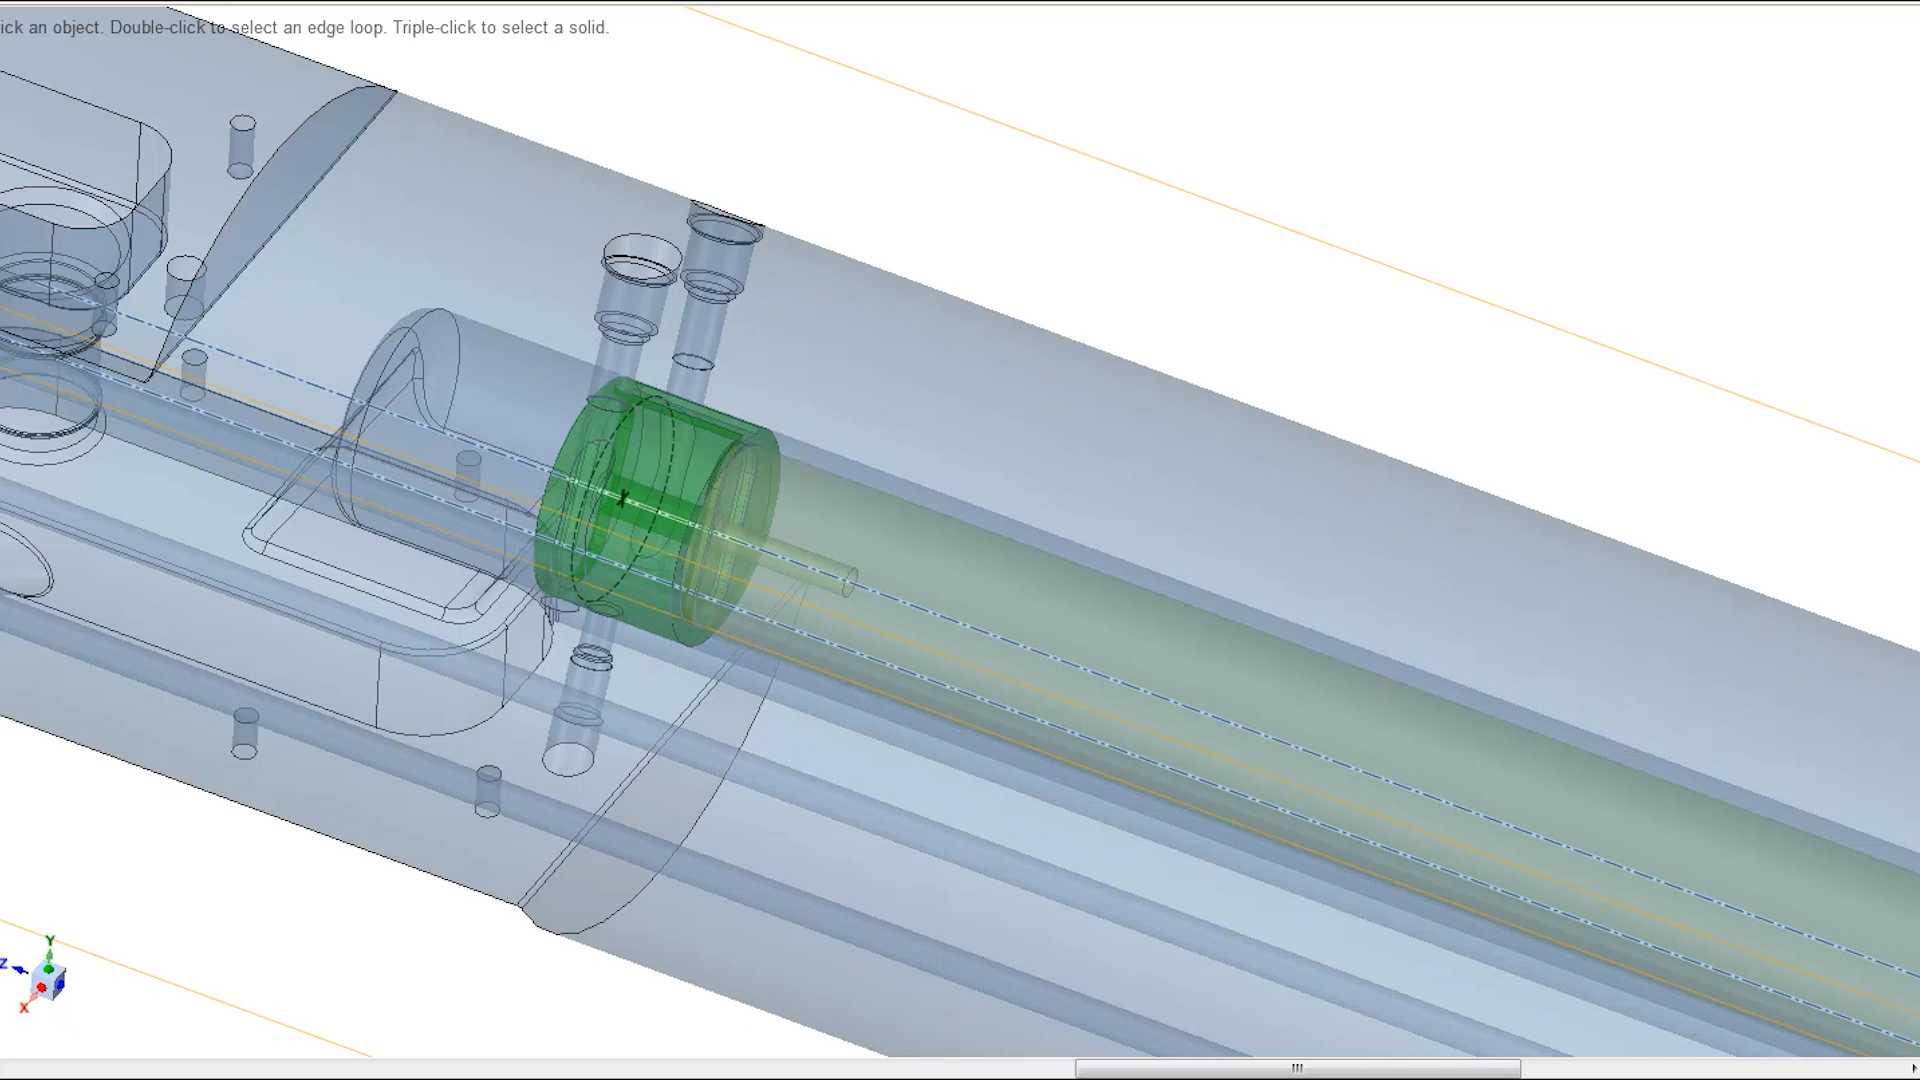 ick an object. Double-click to select an edge loop. Triple-click to select a solid.
Y
Z
X